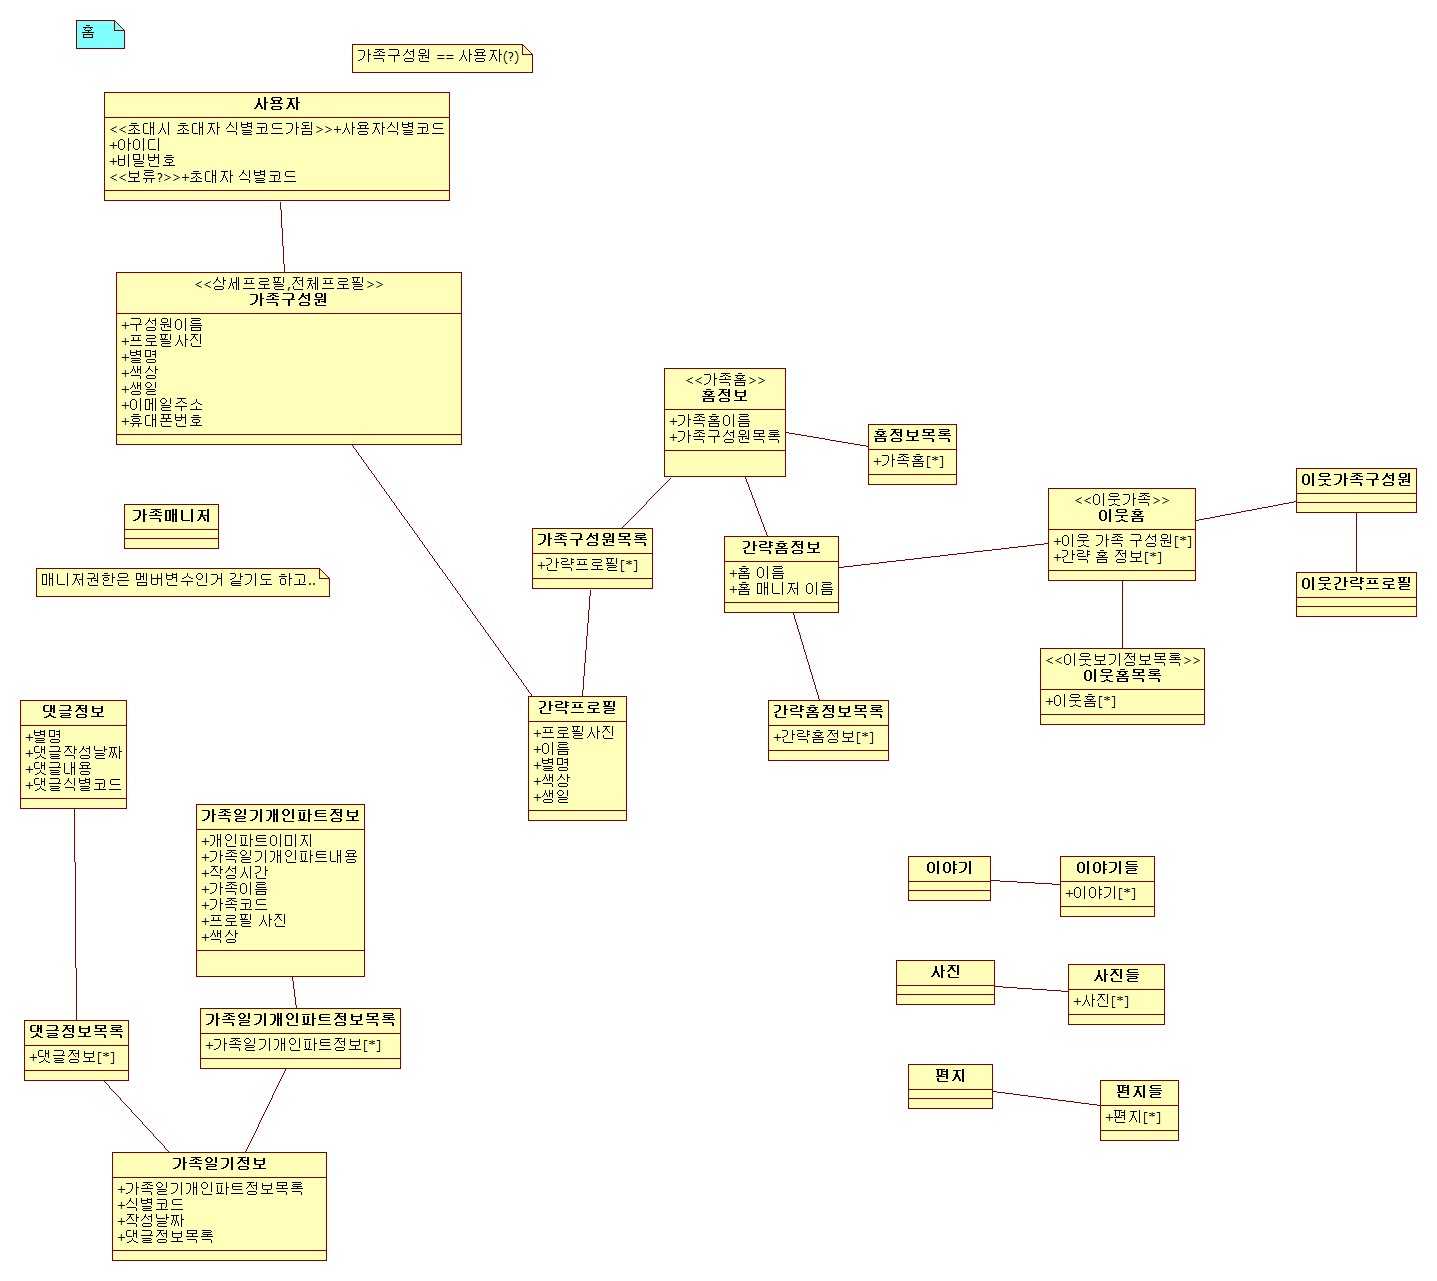 홈
가족구성원 == 사용자(?)
사용자
<<초대시 초대자 식별코드가됨>>+사용자식별코드
+아이디
+비밀번호
<<보류?>>+초대자 식별코드
<<상세프로필,전체프로필>>
가족구성원
+구성원이름
+프로필사진
+별명
+색상
+생일
+이메일주소
+휴대폰번호
<<가족홈>>
홈정보
+가족홈이름
+가족구성원목록
홈정보목록
+가족홈[*]
이웃가족구성원
<<이웃가족>>
이웃홈
+이웃 가족 구성원[*]
+간략 홈 정보[*]
가족매니저
가족구성원목록
+간략프로필[*]
간략홈정보
+홈 이름
+홈 매니저 이름
매니저권한은 멤버변수인거 같기도 하고..
이웃간략프로필
<<이웃보기정보목록>>
이웃홈목록
+이웃홈[*]
댓글정보
+별명
+댓글작성날짜
+댓글내용
+댓글식별코드
간략프로필
+프로필사진
+이름
+별명
+색상
+생일
간략홈정보목록
+간략홈정보[*]
가족일기개인파트정보
+개인파트이미지
+가족일기개인파트내용
+작성시간
+가족이름
+가족코드
+프로필 사진
+색상
이야기
이야기들
+이야기[*]
사진
사진들
+사진[*]
댓글정보목록
+댓글정보[*]
가족일기개인파트정보목록
+가족일기개인파트정보[*]
편지
편지들
+편지[*]
가족일기정보
+가족일기개인파트정보목록
+식별코드
+작성날짜
+댓글정보목록